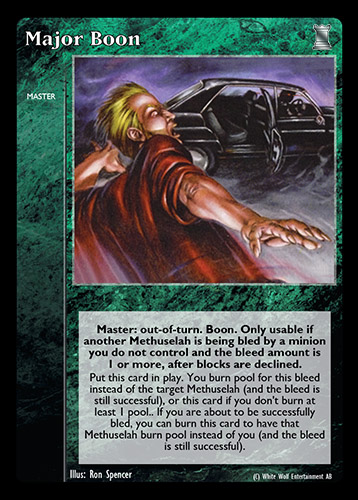 Major Boon
MASTER
Master: out-of-turn. Boon. Only usable if
another Methuselah is being bled by a minion
you do not control and the bleed amount is
1 or more, after blocks are declined.
Put this card in play. You burn pool for this bleed
instead of the target Methuselah (and the bleed is
still successful), or this card if you don't burn at
least 1 pool.. If you are about to be successfully
bled, you can burn this card to have that
Methuselah burn pool instead of you (and the bleed
is still successful).
Illus: Ron Spencer
(C) White Wolf Entertainment AB